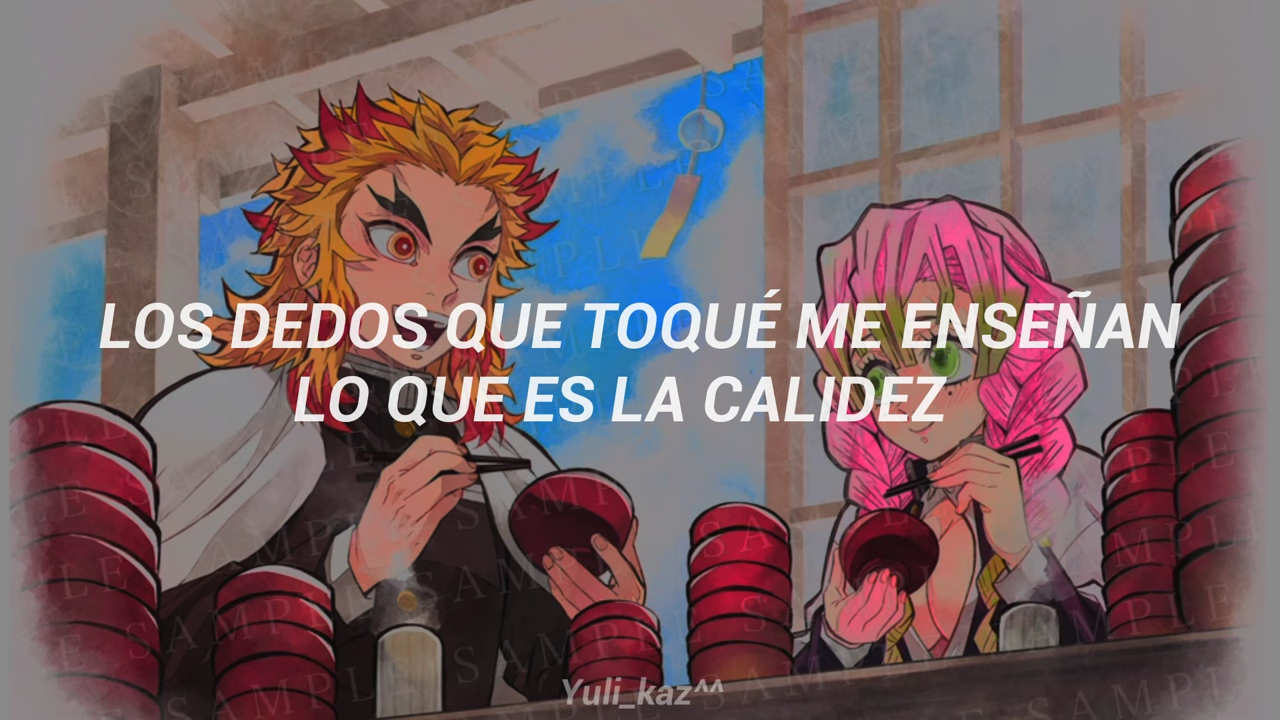 LOS DEDOS QUE TOQUÉ ME ENSEÑAN
LO QUE ES LA CALIDEZ
Yuli_kaz^^